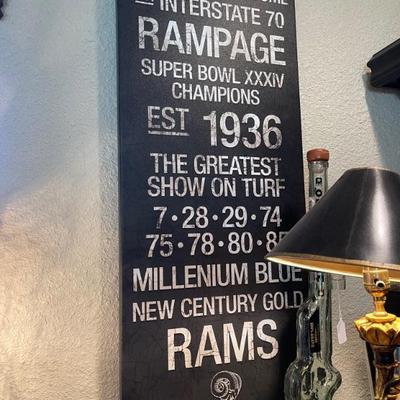 INTERSTATE 70
RAMPAGE
SUPER BOWL XXXIV
CHAMPIONS
EST 1936
THE GREATEST
SHOW ON TURF
7•28•29•74
75•78•80•85
MILLENIUM BLUE
NEW CENTURY GOLD
RAMS